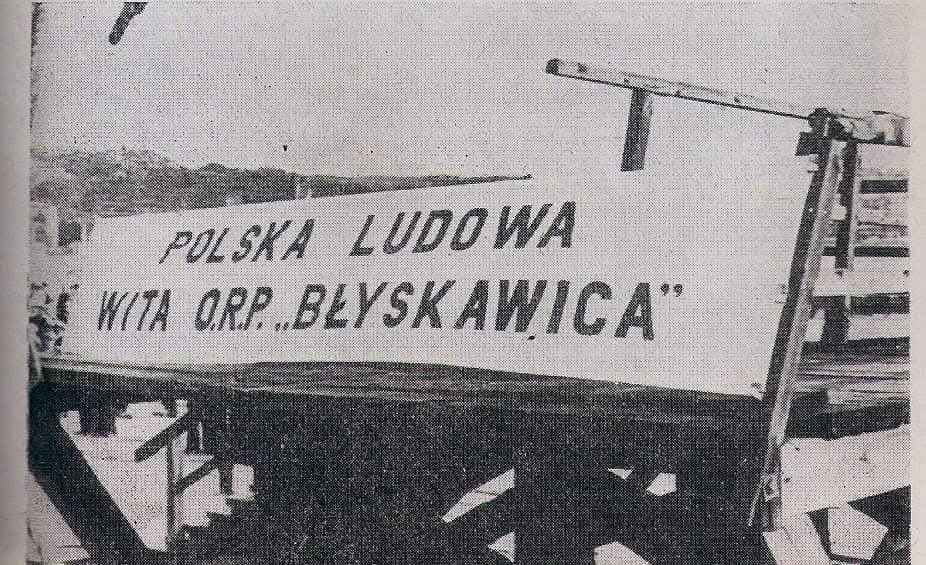 POLSKA LUDOWA
WITA O.R.P. „BŁYSKAWICA”